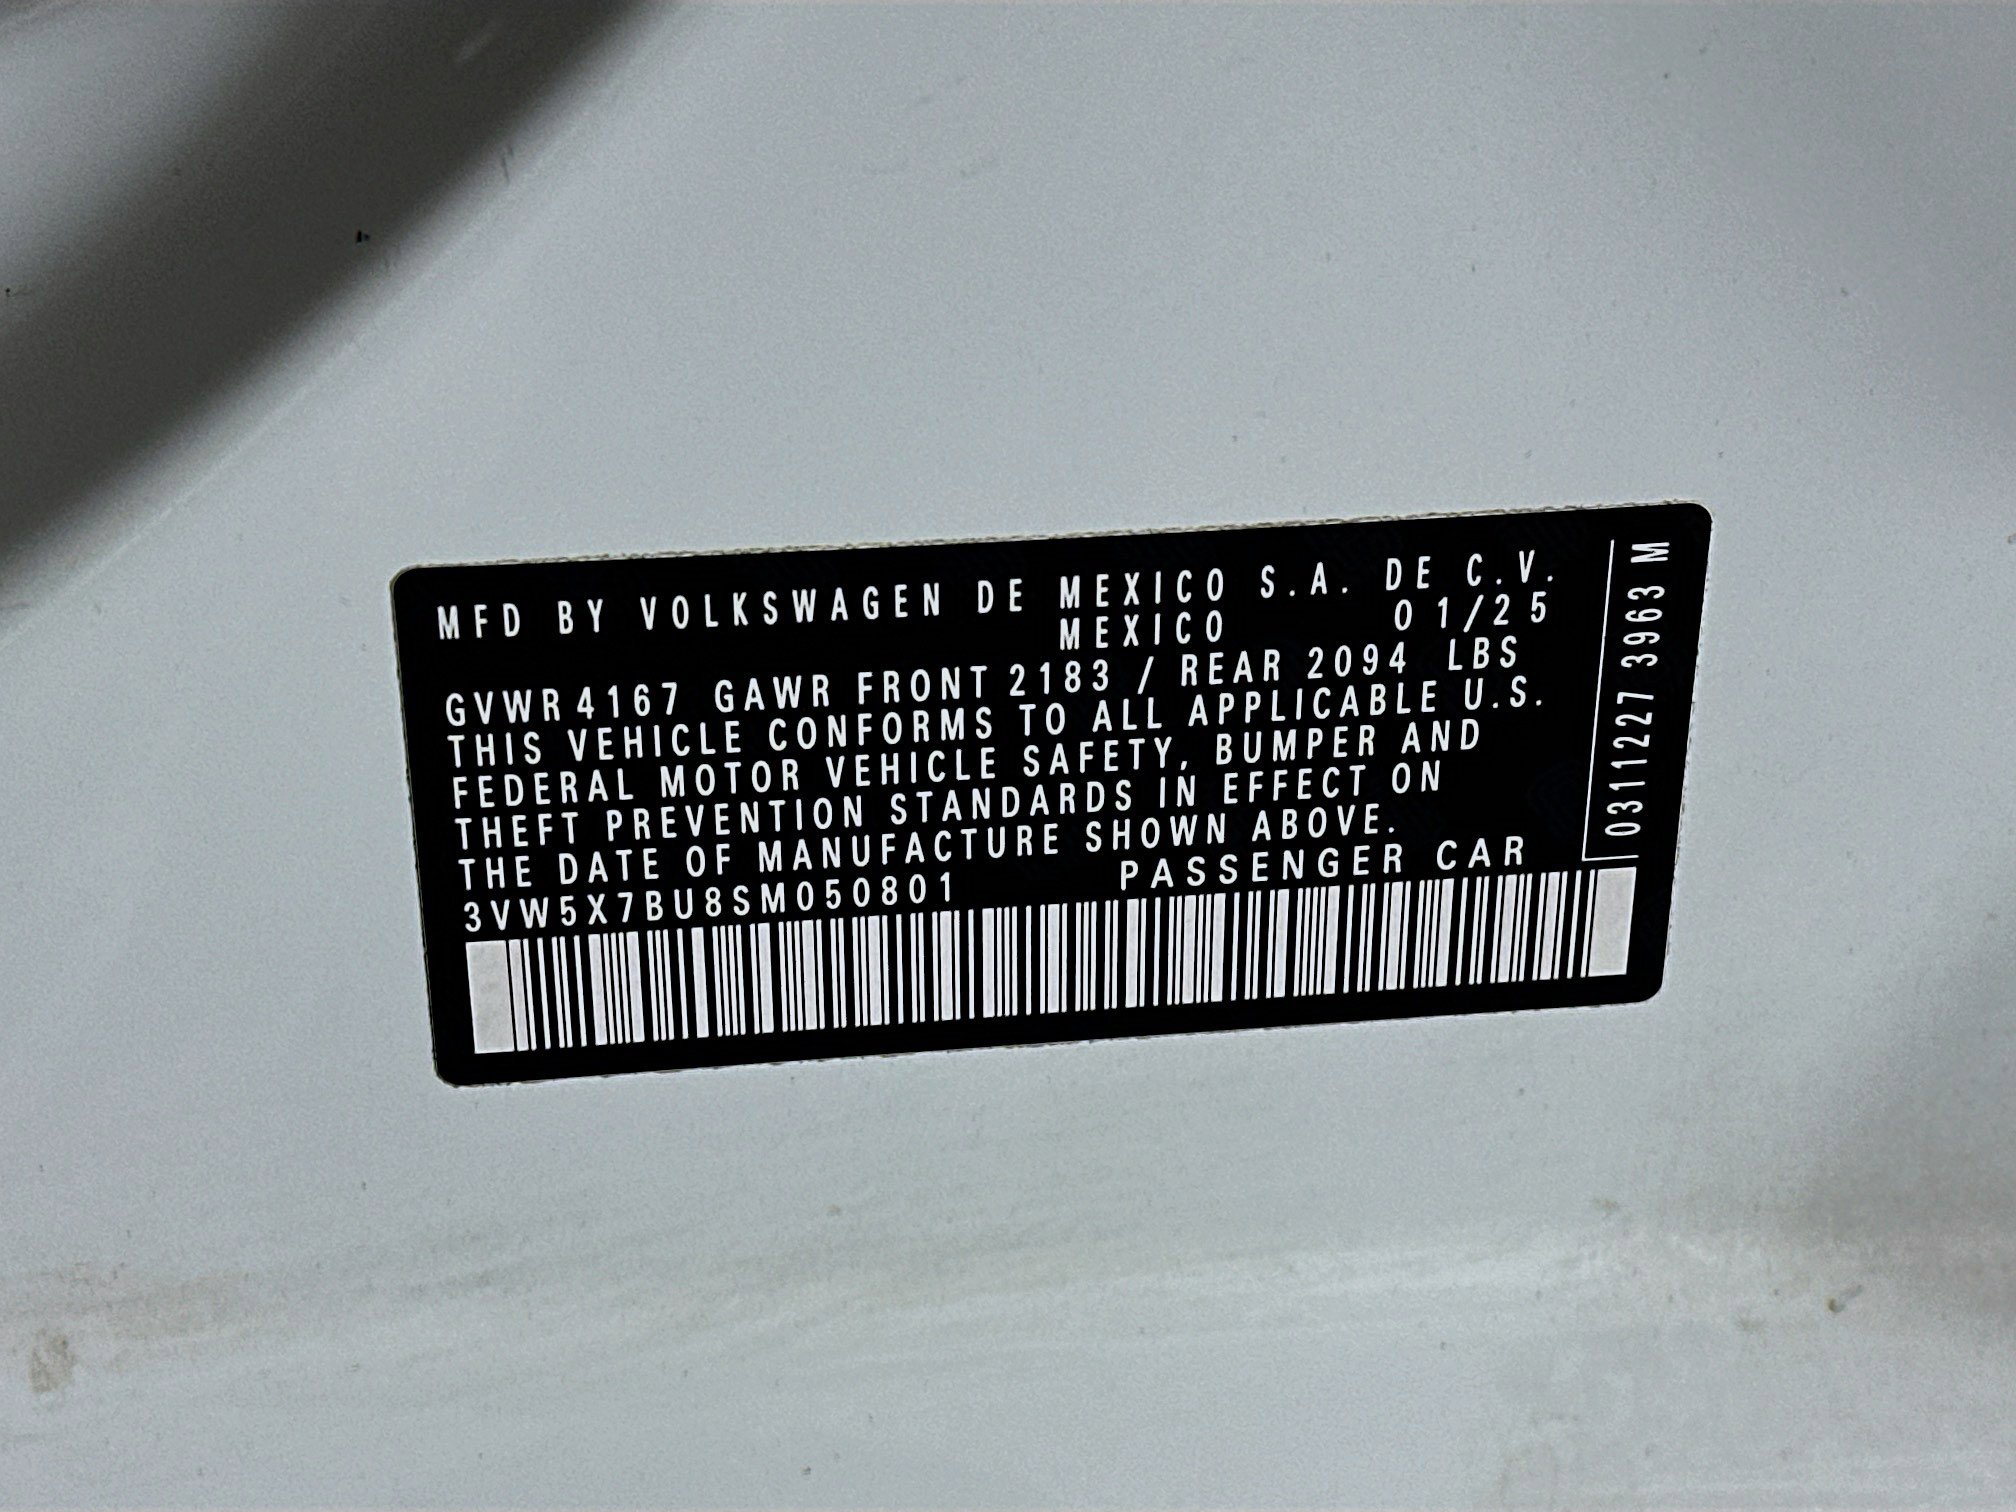 MFD BY VOLKSWAGEN DE MEXICO S.A. DE C.V.
MEXICO 01/25
GVWR 4167 GAWR FRONT 2183 / REAR 2094 LBS
THIS VEHICLE CONFORMS TO ALL APPLICABLE U.S.
FEDERAL MOTOR VEHICLE SAFETY, BUMPER AND
THEFT PREVENTION STANDARDS IN EFFECT ON
THE DATE OF MANUFACTURE SHOWN ABOVE.
3VW5X7BU8SM050801 PASSENGER CAR
0311227 3963 M